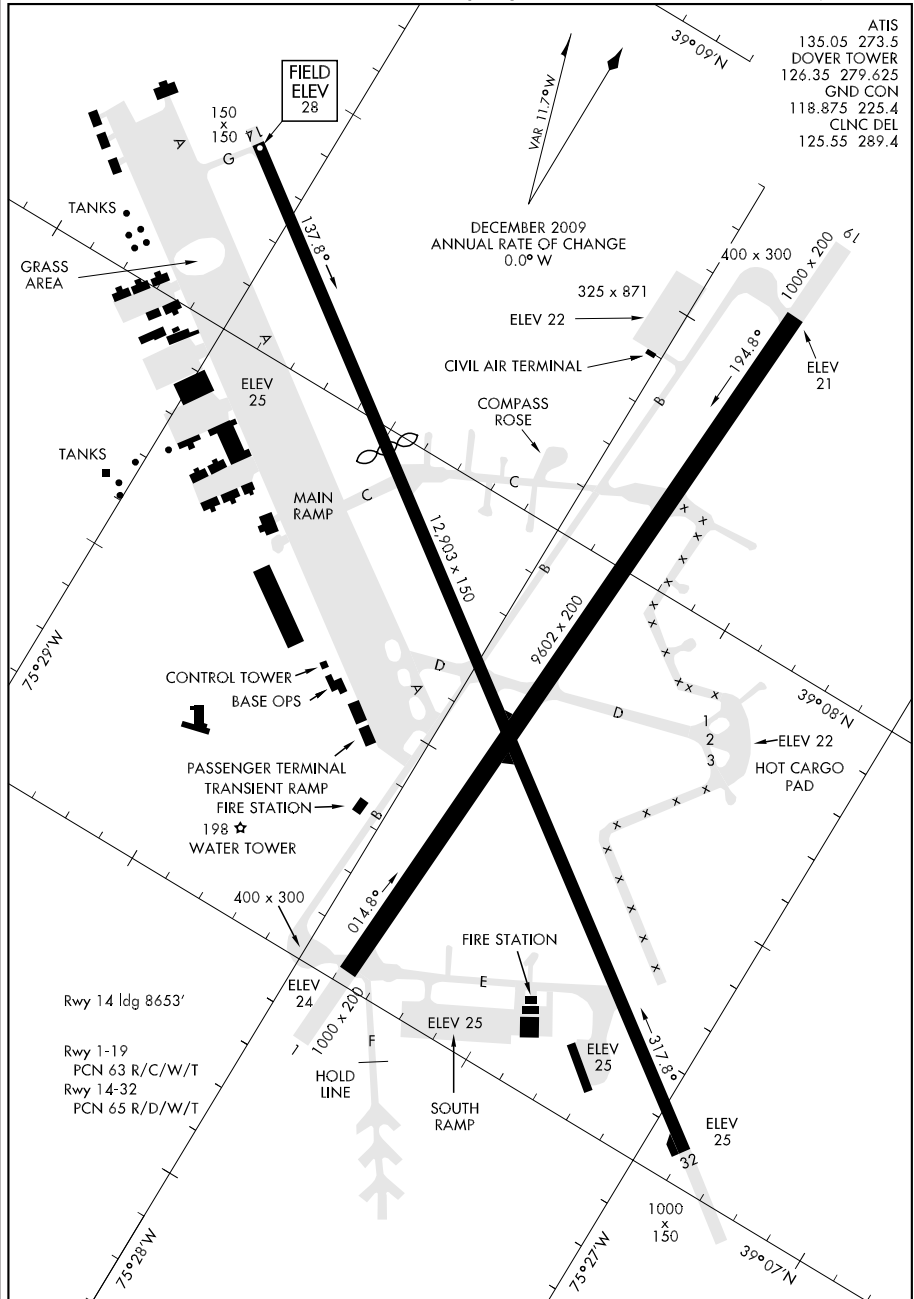 ATIS
135.05 273.5
DOVER TOWER
126.35 279.625
GND CON
118.875 225.4
CLNC DEL
125.55 289.4
39°09'N
VAR 11.7°W
DECEMBER 2009
ANNUAL RATE OF CHANGE
0.0° W
FIELD
ELEV
28
150
x
150
14
A
G
137.8°
TANKS
GRASS
AREA
A
ELEV
25
TANKS
MAIN
RAMP
C
12,903 x 150
325 x 871
ELEV 22
CIVIL AIR TERMINAL
COMPASS
ROSE
C
400 x 300
1000 x 200
19
194.8°
ELEV
21
B
B
9602 x 200
75°29'W
CONTROL TOWER
BASE OPS
D
A
D
39°08'N
1
2
3
ELEV 22
HOT CARGO
PAD
PASSENGER TERMINAL
TRANSIENT RAMP
FIRE STATION
198
WATER TOWER
B
400 x 300
014.8°
ELEV
24
1
1000 x 200
FIRE STATION
E
ELEV 25
F
HOLD
LINE
SOUTH
RAMP
ELEV
25
317.8°
ELEV
25
32
1000
x
150
Rwy 14 ldg 8653'
Rwy 1-19
PCN 63 R/C/W/T
Rwy 14-32
PCN 65 R/D/W/T
75°28'W
75°27'W
39°07'N